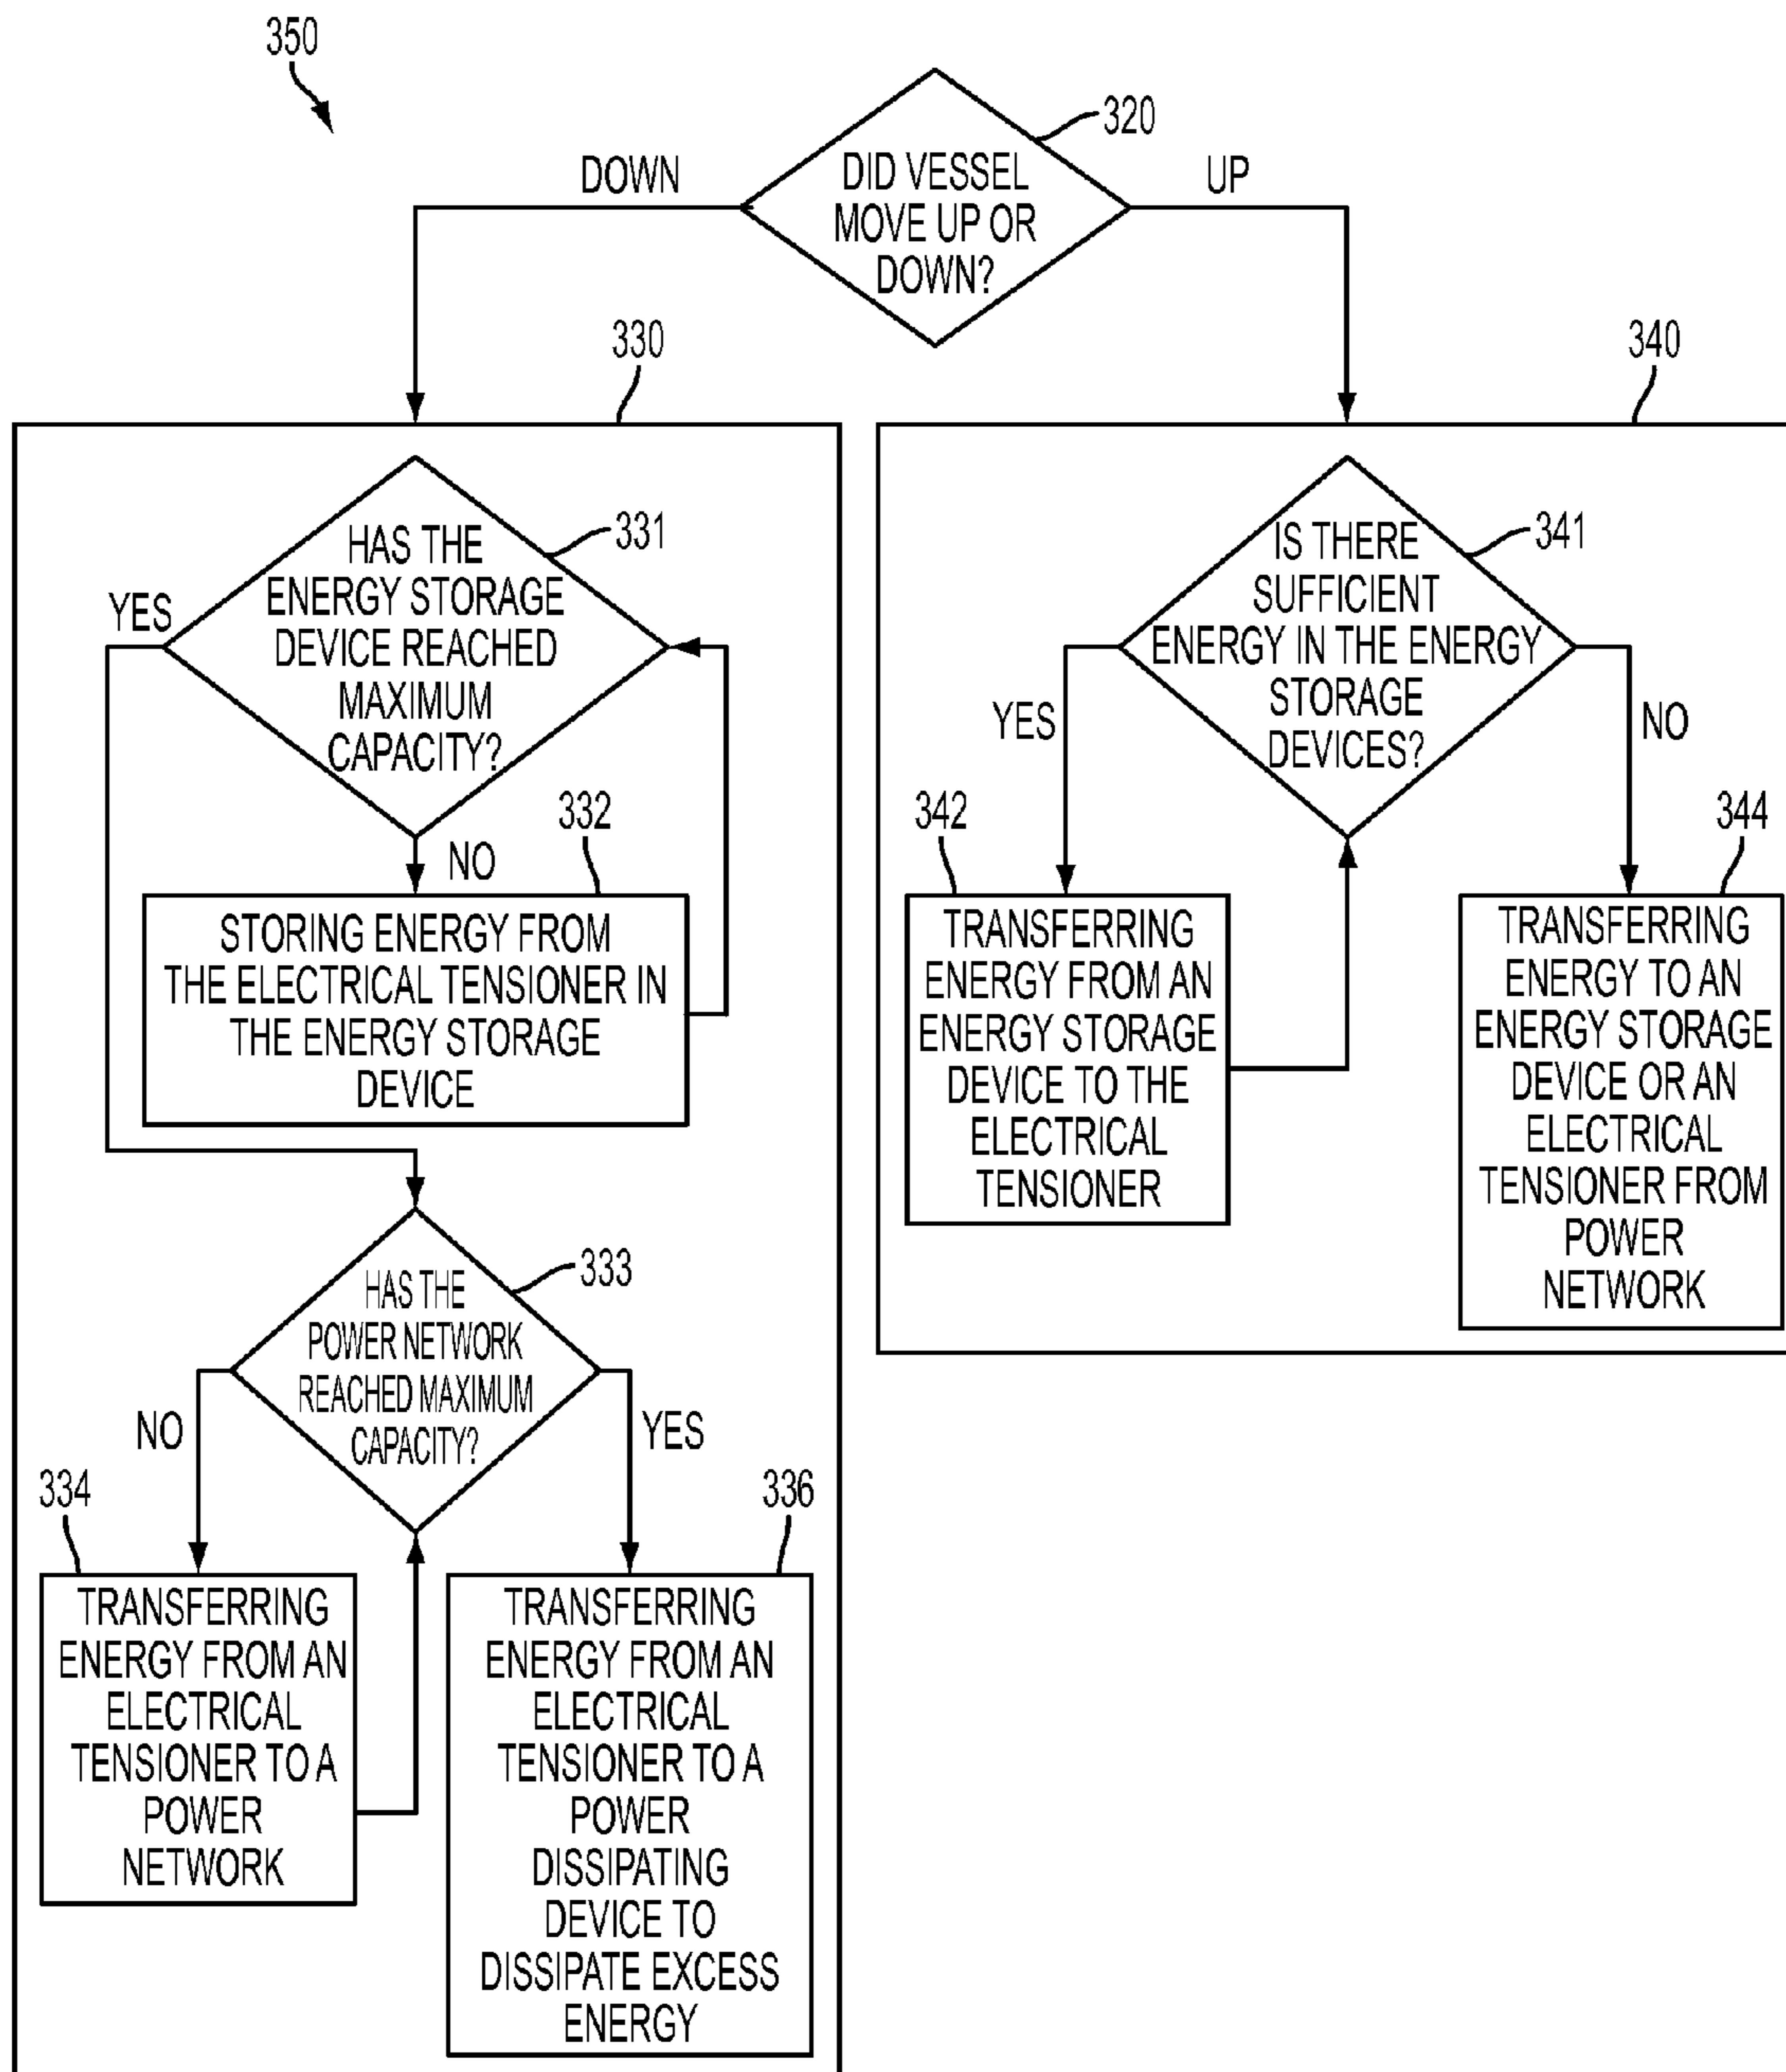 350
320
DID VESSEL
MOVE UP OR
DOWN?
DOWN
UP
330
340
331
HAS THE
ENERGY STORAGE
DEVICE REACHED
MAXIMUM
CAPACITY?
YES
NO
332
STORING ENERGY FROM
THE ELECTRICAL TENSIONER IN
THE ENERGY STORAGE
DEVICE
333
HAS THE
POWER NETWORK
REACHED MAXIMUM
CAPACITY?
NO
YES
334
TRANSFERRING
ENERGY FROM AN
ELECTRICAL
TENSIONER TO A
POWER
NETWORK
336
TRANSFERRING
ENERGY FROM AN
ELECTRICAL
TENSIONER TO A
POWER
DISSIPATING
DEVICE TO
DISSIPATE EXCESS
ENERGY
341
IS THERE
SUFFICIENT
ENERGY IN THE ENERGY
STORAGE
DEVICES?
YES
NO
342
TRANSFERRING
ENERGY FROM AN
ENERGY STORAGE
DEVICE TO THE
ELECTRICAL
TENSIONER
344
TRANSFERRING
ENERGY TO AN
ENERGY STORAGE
DEVICE OR AN
ELECTRICAL
TENSIONER FROM
POWER
NETWORK